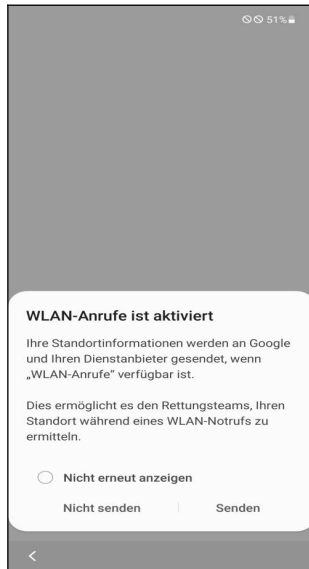 51%
WLAN-Anrufe ist aktiviert
Ihre Standortinformationen werden an Google
und Ihren Dienstanbieter gesendet, wenn
„WLAN-Anrufe“ verfügbar ist.
Dies ermöglicht es den Rettungsteams, Ihren
Standort während eines WLAN-Notrufs zu
ermitteln.
Nicht erneut anzeigen
Nicht senden Senden